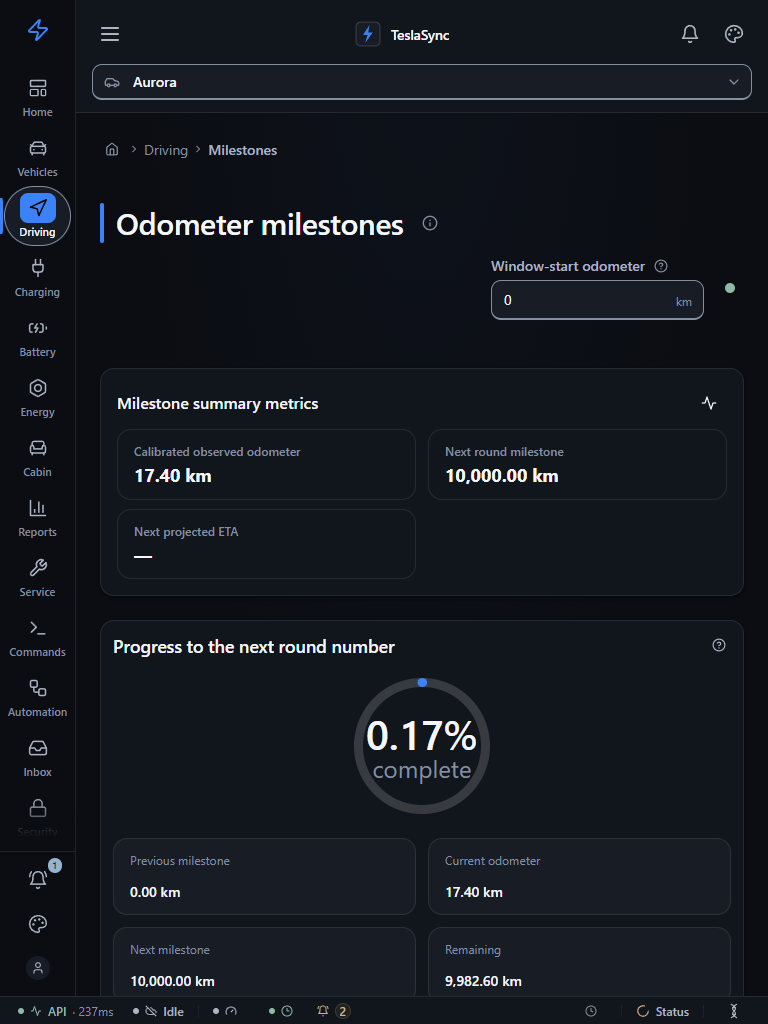 TeslaSync
Aurora
Home
Vehicles
Driving
Charging
Battery
Energy
Cabin
Reports
Service
Commands
Automation
Inbox
Security
1
Driving
Milestones
Odometer milestones
Window-start odometer
0 km
Milestone summary metrics
Calibrated observed odometer
17.40 km
Next round milestone
10,000.00 km
Next projected ETA
—
Progress to the next round number
0.17%
complete
Previous milestone
0.00 km
Current odometer
17.40 km
Next milestone
10,000.00 km
Remaining
9,982.60 km
API · 237ms Idle 2 Status